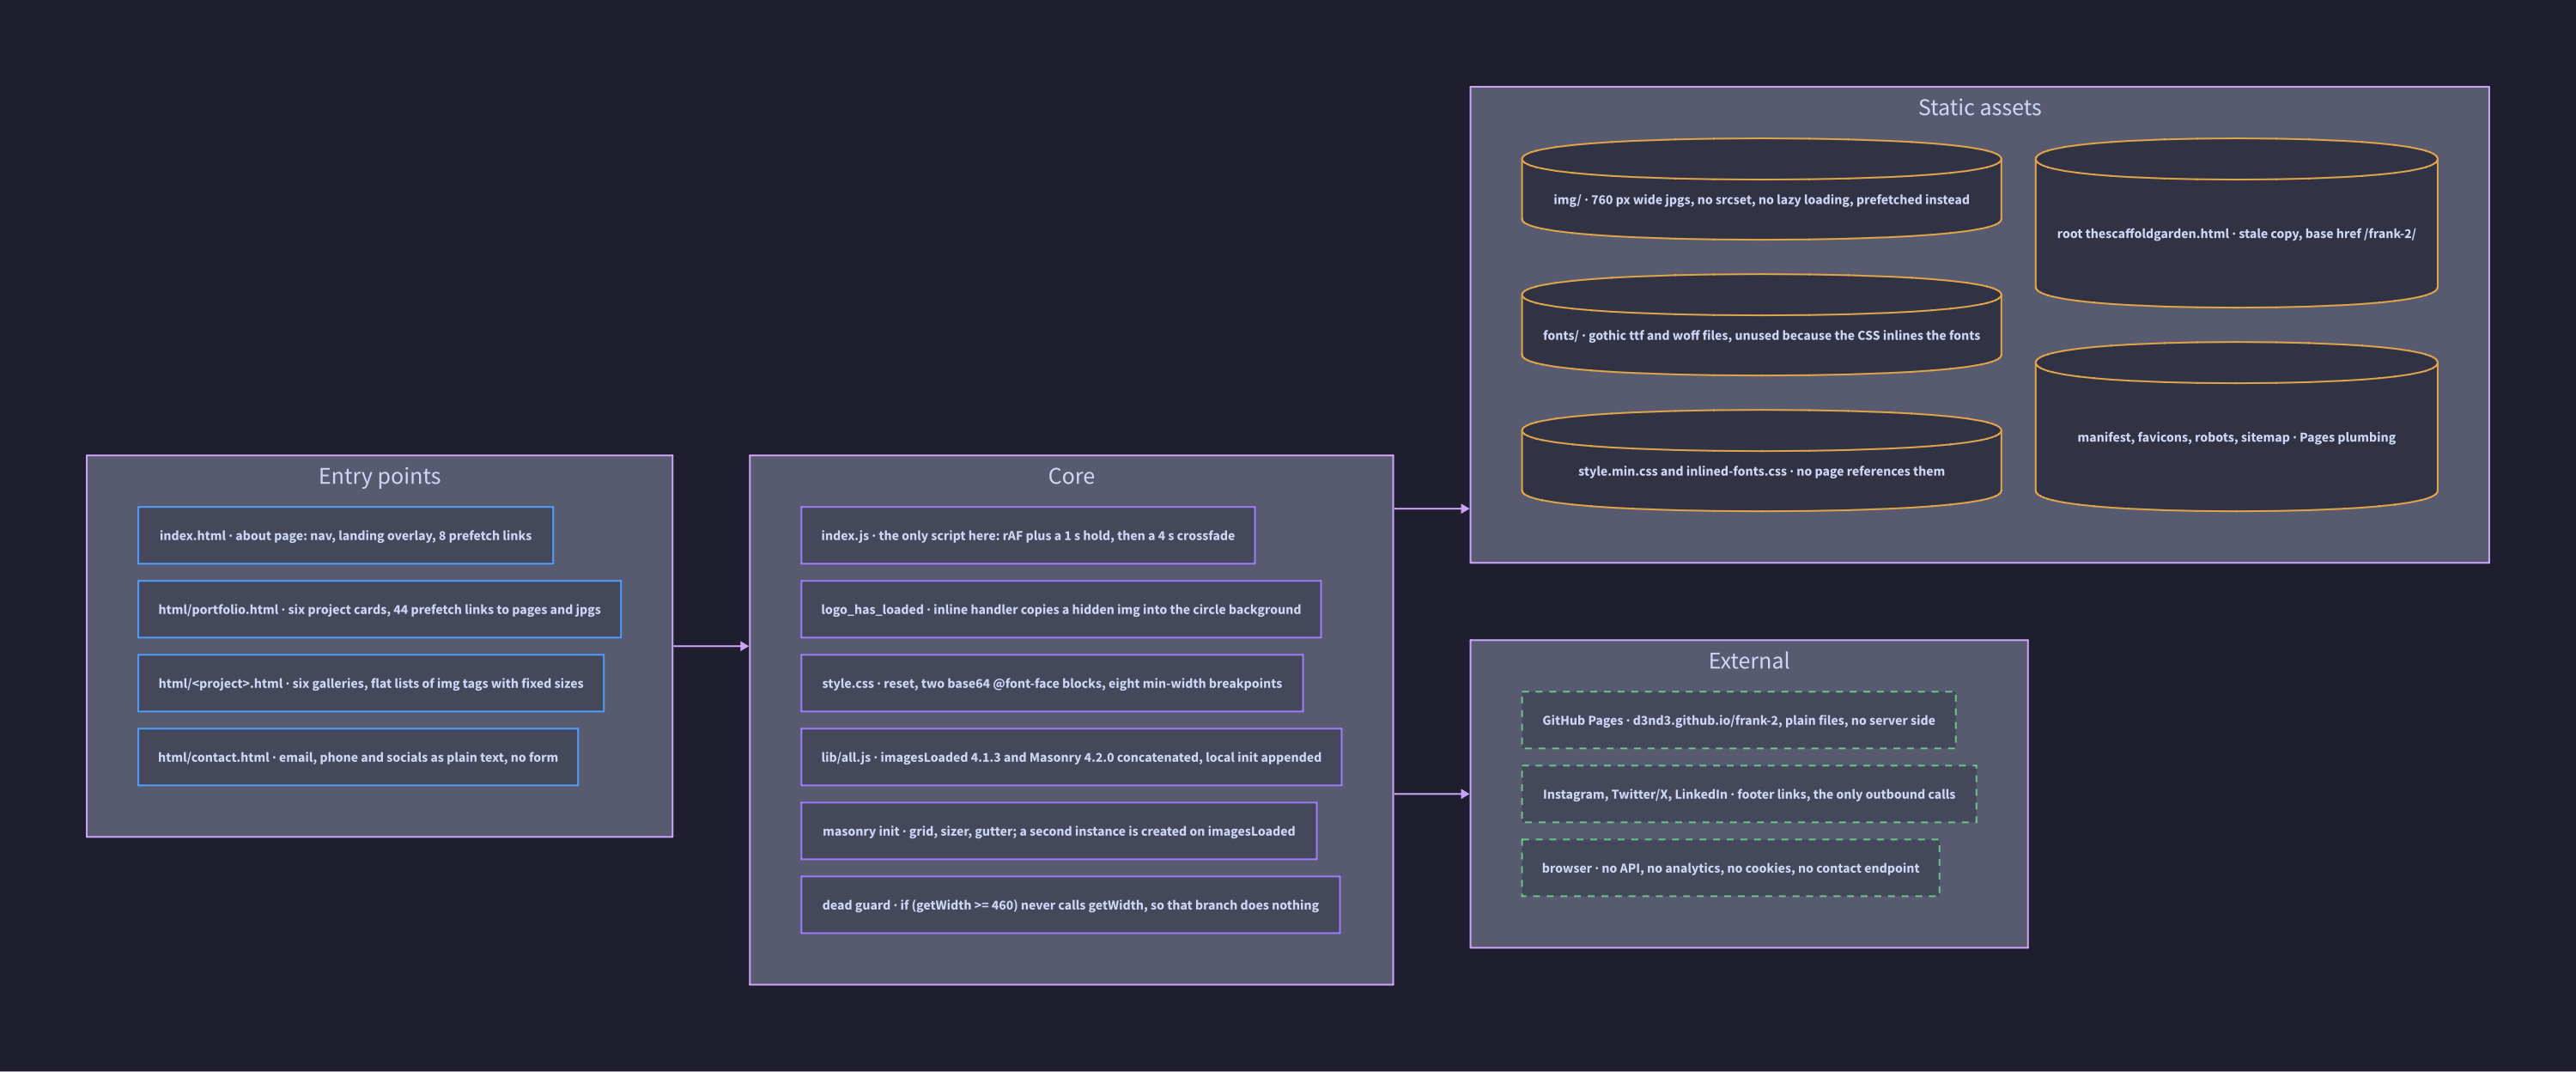 Entry points
index.html · about page: nav, landing overlay, 8 prefetch links
html/portfolio.html · six project cards, 44 prefetch links to pages and jpgs
html/<project>.html · six galleries, flat lists of img tags with fixed sizes
html/contact.html · email, phone and socials as plain text, no form
Core
index.js · the only script here: rAF plus a 1 s hold, then a 4 s crossfade
logo_has_loaded · inline handler copies a hidden img into the circle background
style.css · reset, two base64 @font-face blocks, eight min-width breakpoints
lib/all.js · imagesLoaded 4.1.3 and Masonry 4.2.0 concatenated, local init appended
masonry init · grid, sizer, gutter; a second instance is created on imagesLoaded
dead guard · if (getWidth >= 460) never calls getWidth, so that branch does nothing
Static assets
img/ · 760 px wide jpgs, no srcset, no lazy loading, prefetched instead
fonts/ · gothic ttf and woff files, unused because the CSS inlines the fonts
style.min.css and inlined-fonts.css · no page references them
root thescaffoldgarden.html · stale copy, base href /frank-2/
manifest, favicons, robots, sitemap · Pages plumbing
External
GitHub Pages · d3nd3.github.io/frank-2, plain files, no server side
Instagram, Twitter/X, LinkedIn · footer links, the only outbound calls
browser · no API, no analytics, no cookies, no contact endpoint